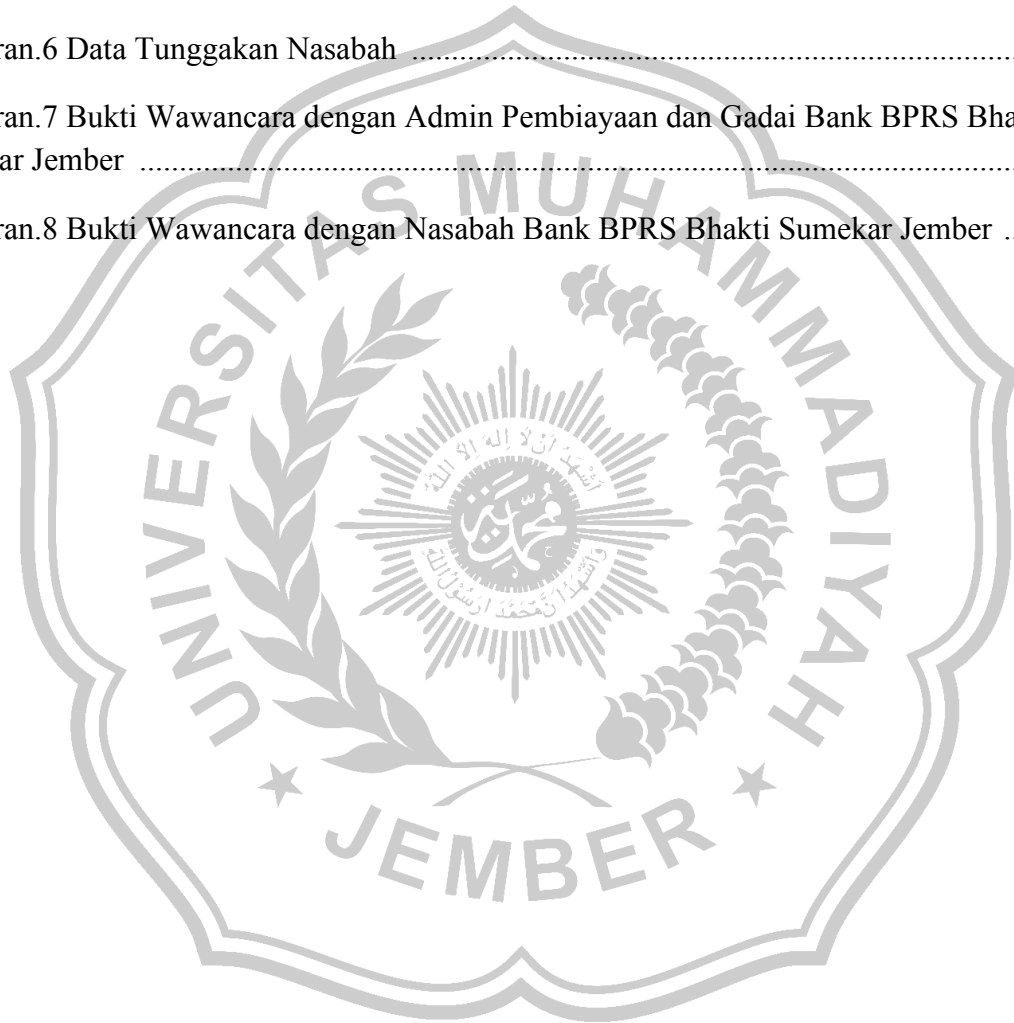 ran.6 Data Tunggakan Nasabah ....................................................................................
ran.7 Bukti Wawancara dengan Admin Pembiayaan dan Gadai Bank BPRS Bha
ar Jember ....................................................................................................................
ran.8 Bukti Wawancara dengan Nasabah Bank BPRS Bhakti Sumekar Jember ..
UNIVERSITAS MUHAMMADIYAH
JEMBER